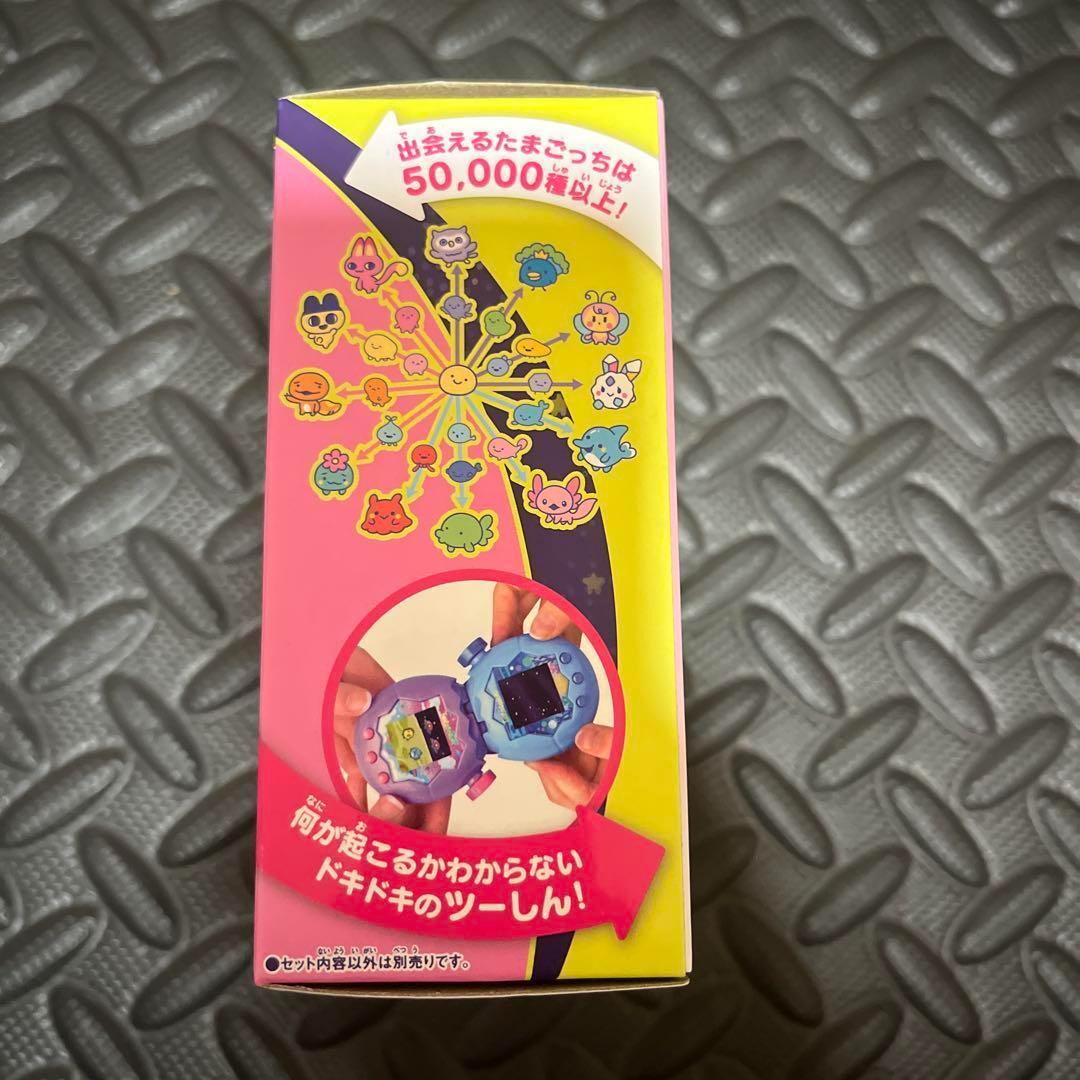 出会えるたまごっちは
50,000種以上!
何が起こるかわからない
ドキドキのツーしん!
●セット内容以外は別売りです。